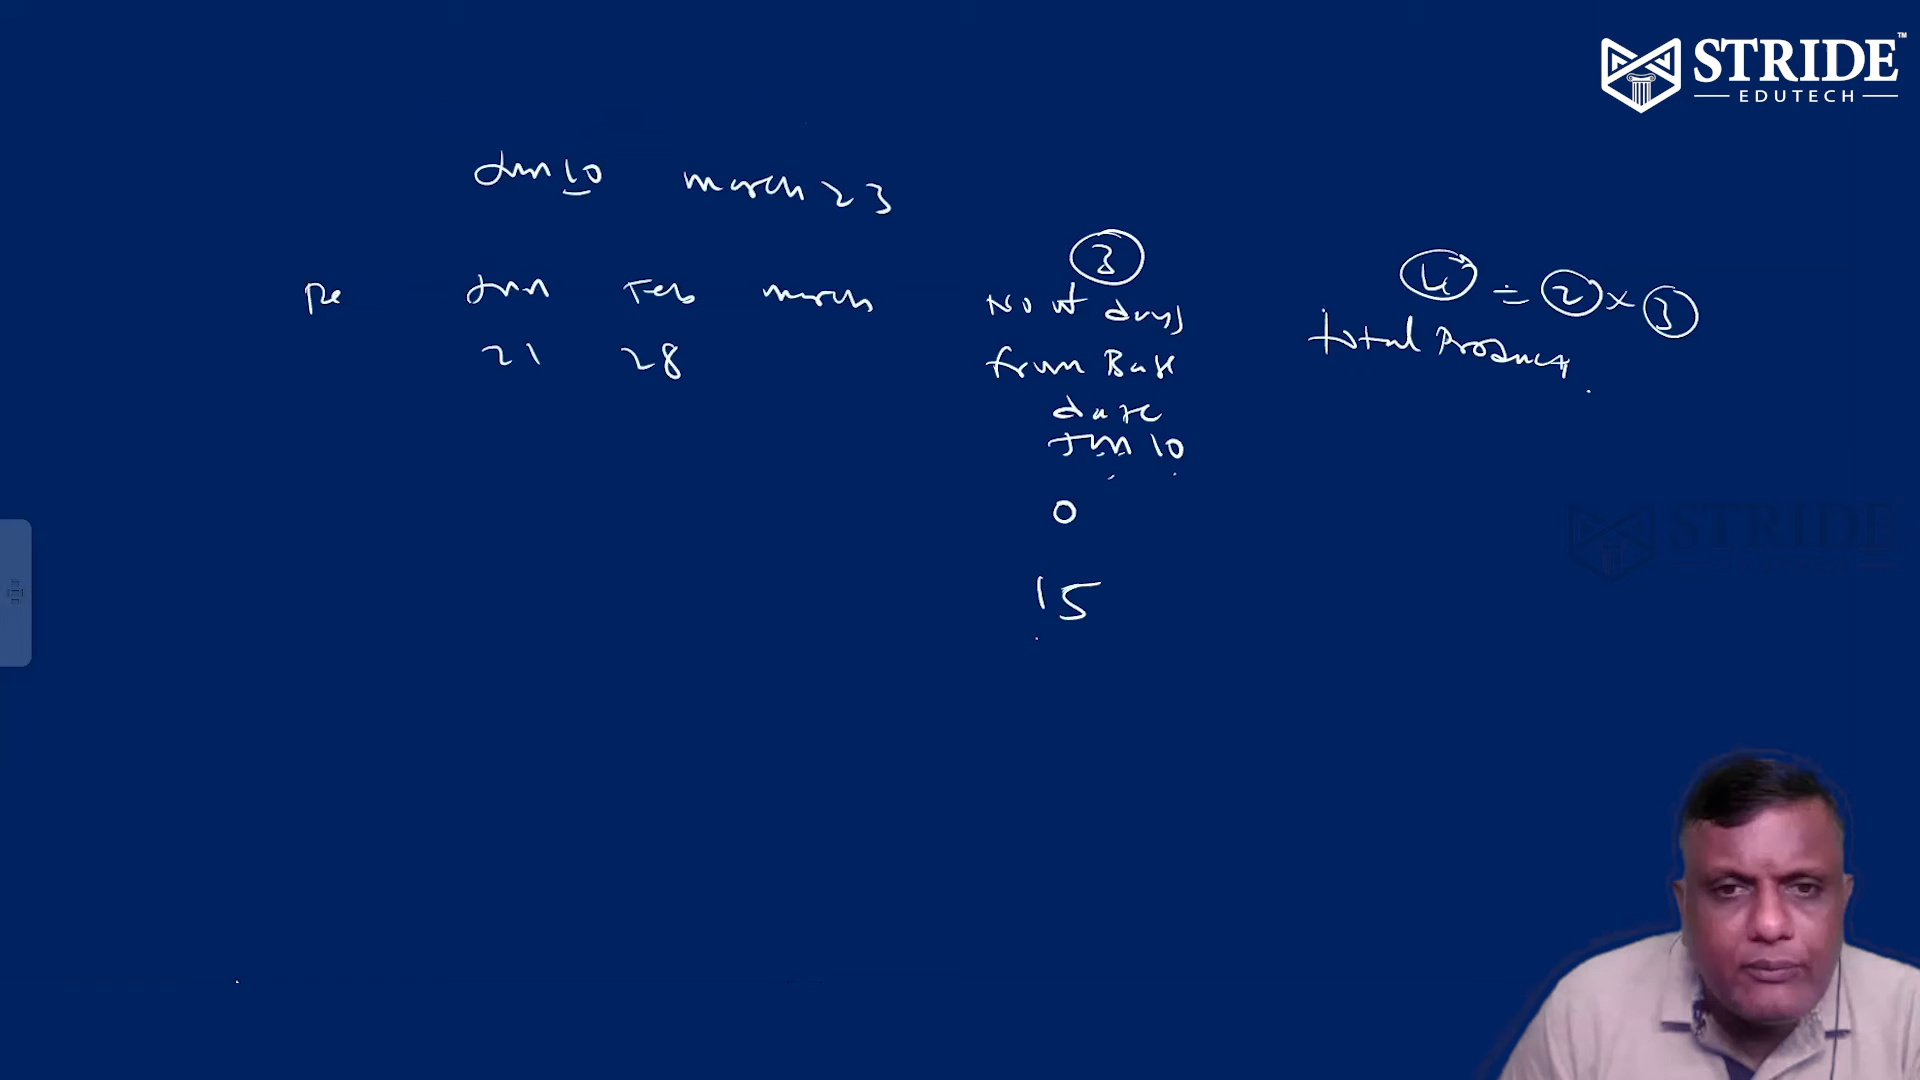 STRIDE™
EDUTECH
Jan 10 march 23
3
4 = 2 × 3
Jan Feb march
No of days
total Product
21 28
from Base
date
Jan 10
STRIDE
0
15